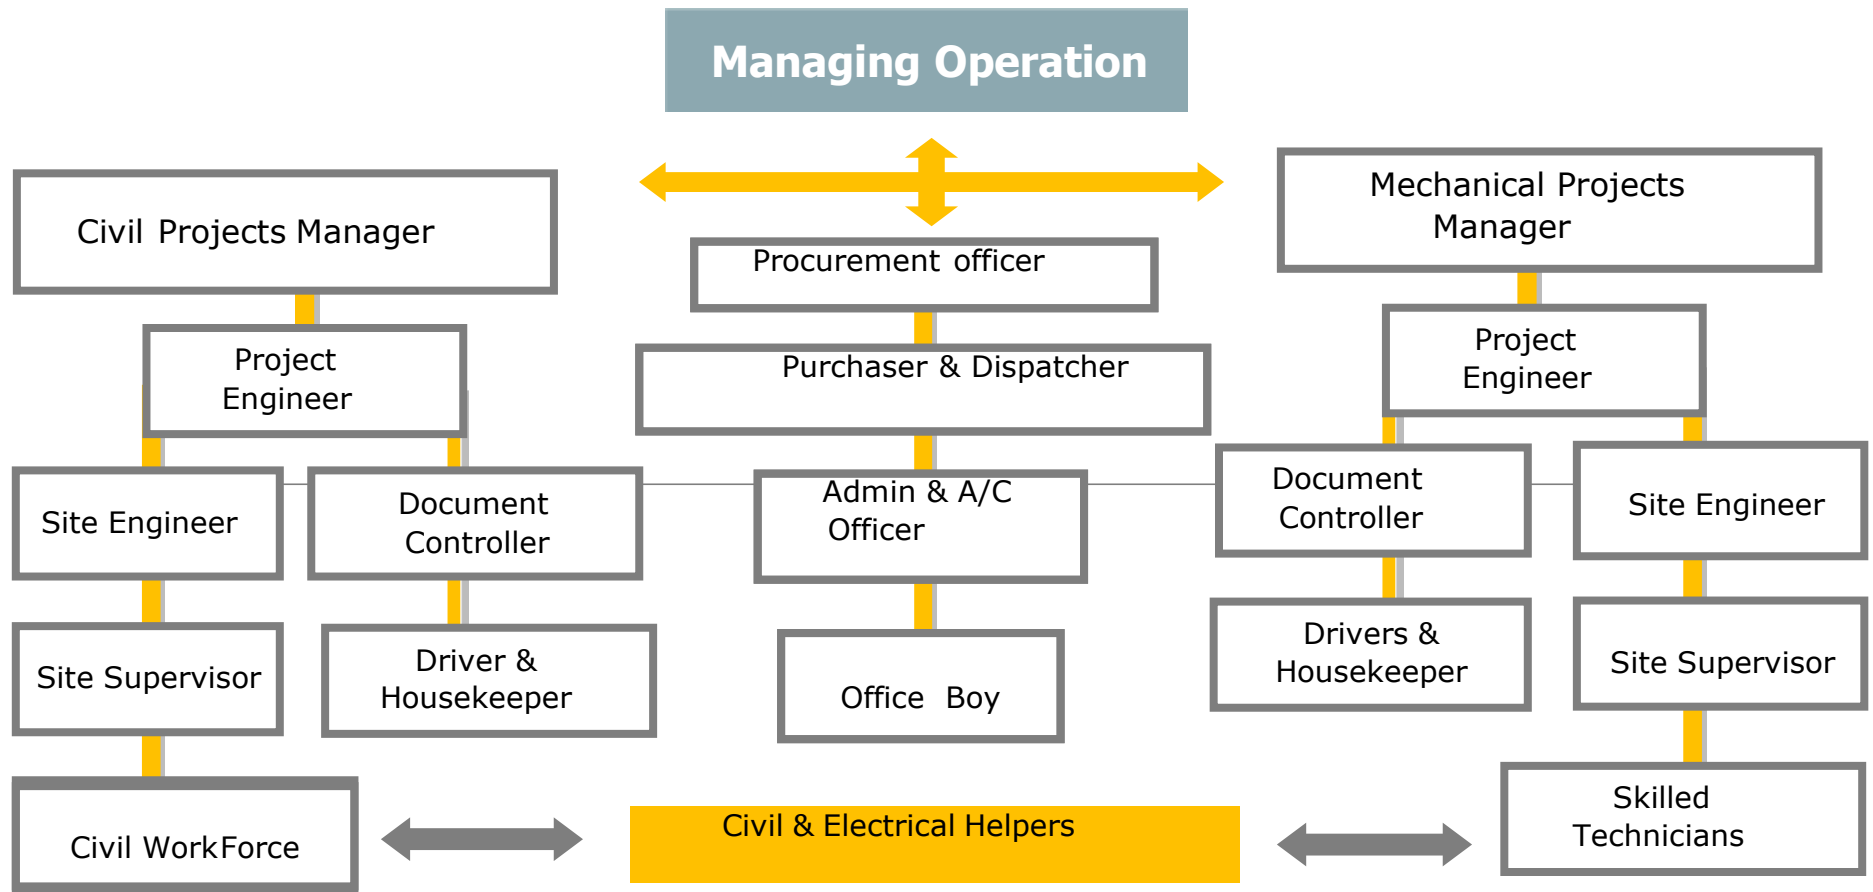 Managing Operation
Civil Projects Manager
Mechanical Projects
Manager
Procurement officer
Project
Engineer
Purchaser & Dispatcher
Project
Engineer
Site Engineer
Document
Controller
Admin & A/C
Officer
Document
Controller
Site Engineer
Site Supervisor
Driver &
Housekeeper
Office Boy
Drivers &
Housekeeper
Site Supervisor
Civil WorkForce
Civil & Electrical Helpers
Skilled
Technicians